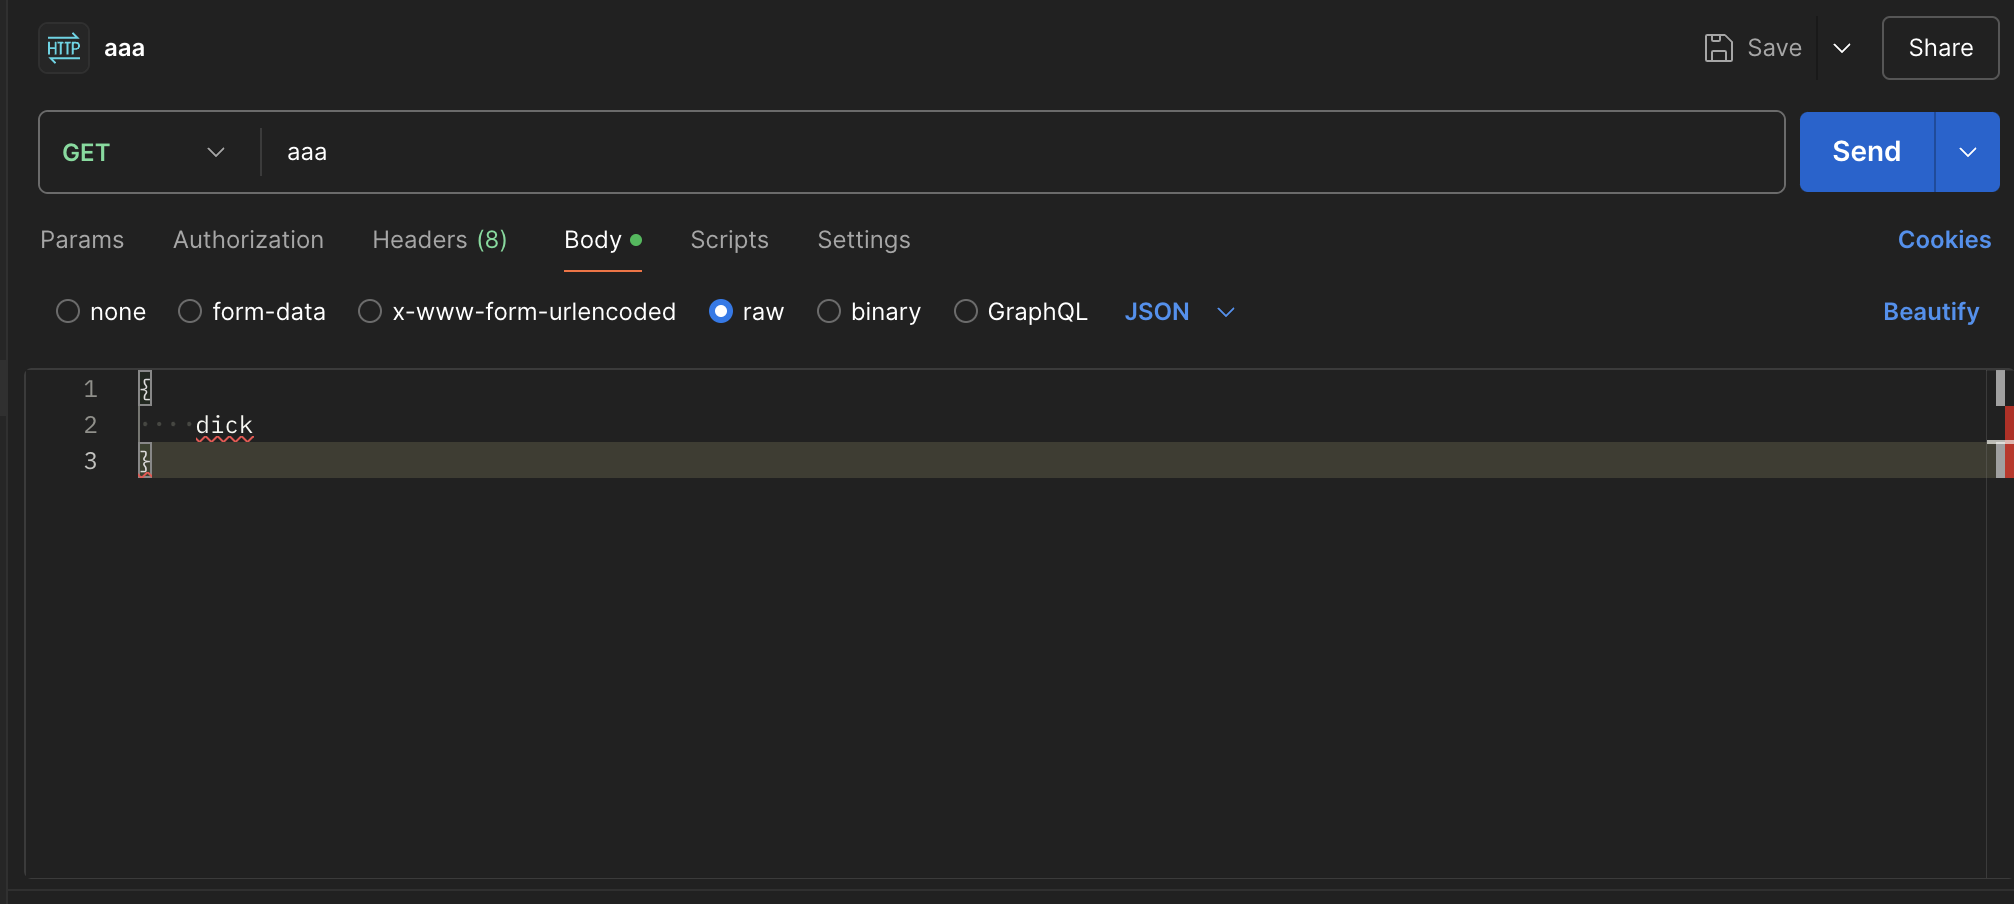 HTTP aaa Save Share
GET aaa Send
Params Authorization Headers (8) Body Scripts Settings Cookies
none form-data x-www-form-urlencoded raw binary GraphQL JSON Beautify
1 {
2 dick
3 }